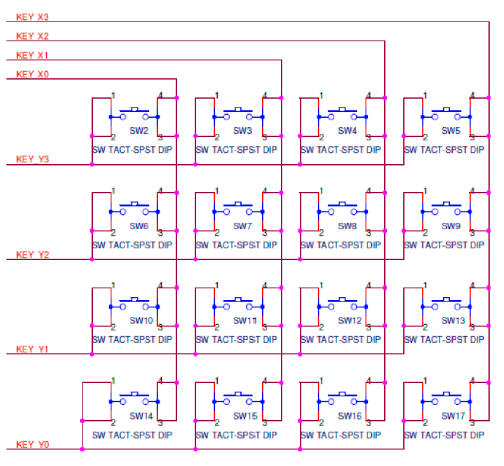 KEY X3
KEY X2
KEY X1
KEY X0
1 4 1 4 1 4 1 4
SW2 SW3 SW4 SW5
2 3 2 3 2 3 2 3
SW TACT-SPST DIP SW TACT-SPST DIP SW TACT-SPST DIP SW TACT-SPST DIP
KEY Y3
1 4 1 4 1 4 1 4
SW6 SW7 SW8 SW9
2 3 2 3 2 3 2 3
SW TACT-SPST DIP SW TACT-SPST DIP SW TACT-SPST DIP SW TACT-SPST DIP
KEY Y2
1 4 1 4 1 4 1 4
SW10 SW11 SW12 SW13
2 3 2 3 2 3 2 3
SW TACT-SPST DIP SW TACT-SPST DIP SW TACT-SPST DIP SW TACT-SPST DIP
KEY Y1
1 4 1 4 1 4 1 4
SW14 SW15 SW16 SW17
2 3 2 3 2 3 2 3
SW TACT-SPST DIP SW TACT-SPST DIP SW TACT-SPST DIP SW TACT-SPST DIP
KEY Y0